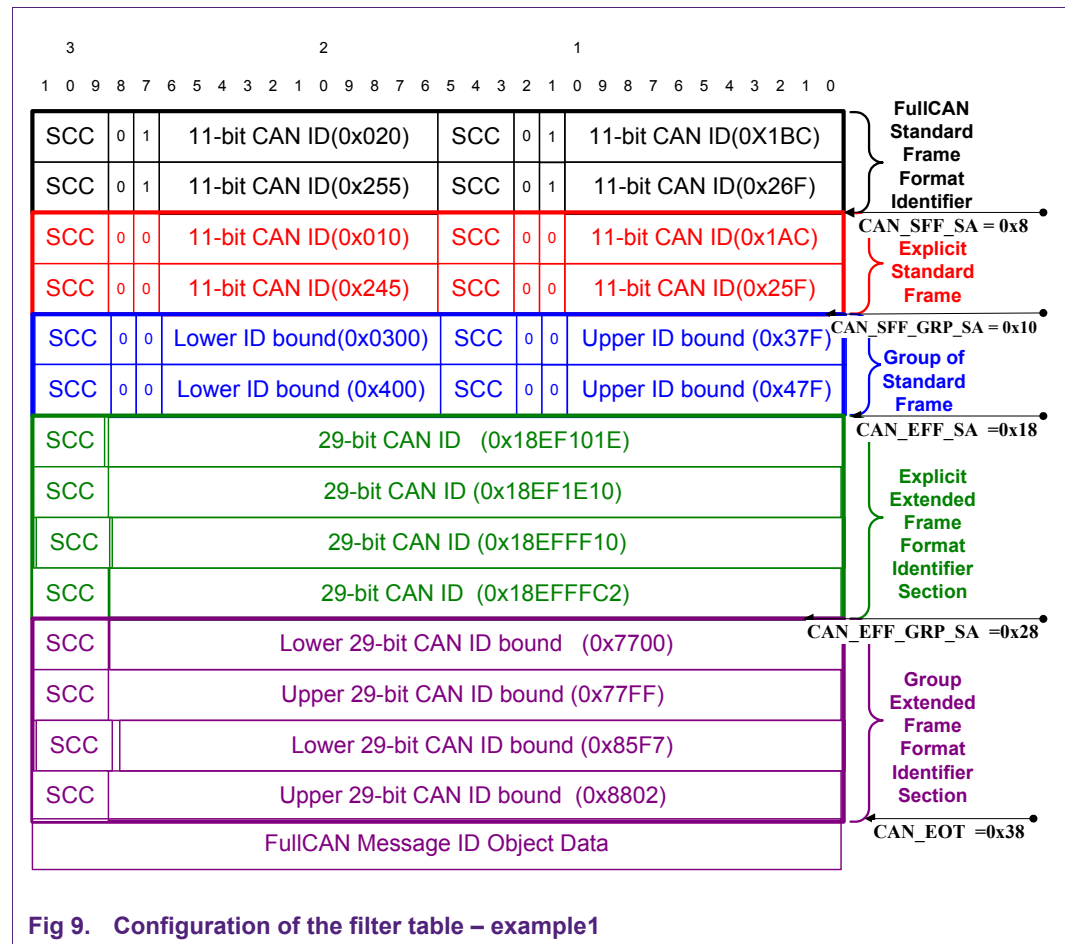 3 2 1
1 0 9 8 7 6 5 4 3 2 1 0 9 8 7 6 5 4 3 2 1 0 9 8 7 6 5 4 3 2 1 0
SCC 0 1 11-bit CAN ID(0x020) SCC 0 1 11-bit CAN ID(0X1BC)
SCC 0 1 11-bit CAN ID(0x255) SCC 0 1 11-bit CAN ID(0x26F)
FullCAN
Standard
Frame
Format
Identifier
CAN_SFF_SA = 0x8
SCC 0 0 11-bit CAN ID(0x010) SCC 0 0 11-bit CAN ID(0x1AC)
SCC 0 0 11-bit CAN ID(0x245) SCC 0 0 11-bit CAN ID(0x25F)
Explicit
Standard
Frame
CAN_SFF_GRP_SA = 0x10
SCC 0 0 Lower ID bound(0x0300) SCC 0 0 Upper ID bound (0x37F)
SCC 0 0 Lower ID bound (0x400) SCC 0 0 Upper ID bound (0x47F)
Group of
Standard
Frame
CAN_EFF_SA =0x18
SCC 29-bit CAN ID (0x18EF101E)
SCC 29-bit CAN ID (0x18EF1E10)
SCC 29-bit CAN ID (0x18EFFF10)
SCC 29-bit CAN ID (0x18EFFFC2)
Explicit
Extended
Frame
Format
Identifier
Section
CAN_EFF_GRP_SA =0x28
SCC Lower 29-bit CAN ID bound (0x7700)
SCC Upper 29-bit CAN ID bound (0x77FF)
SCC Lower 29-bit CAN ID bound (0x85F7)
SCC Upper 29-bit CAN ID bound (0x8802)
Group
Extended
Frame
Format
Identifier
Section
CAN_EOT =0x38
FullCAN Message ID Object Data
Fig 9. Configuration of the filter table – example1